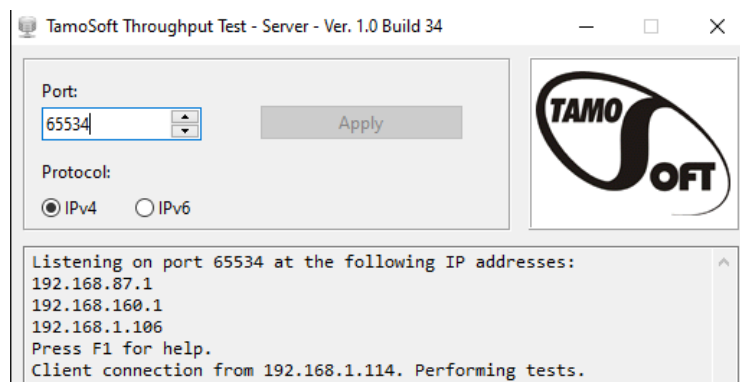 TamoSoft Throughput Test - Server - Ver. 1.0 Build 34
Port:
65534
Apply
Protocol:
IPv4
IPv6
TAMO
SOFT
Listening on port 65534 at the following IP addresses:
192.168.87.1
192.168.160.1
192.168.1.106
Press F1 for help.
Client connection from 192.168.1.114. Performing tests.